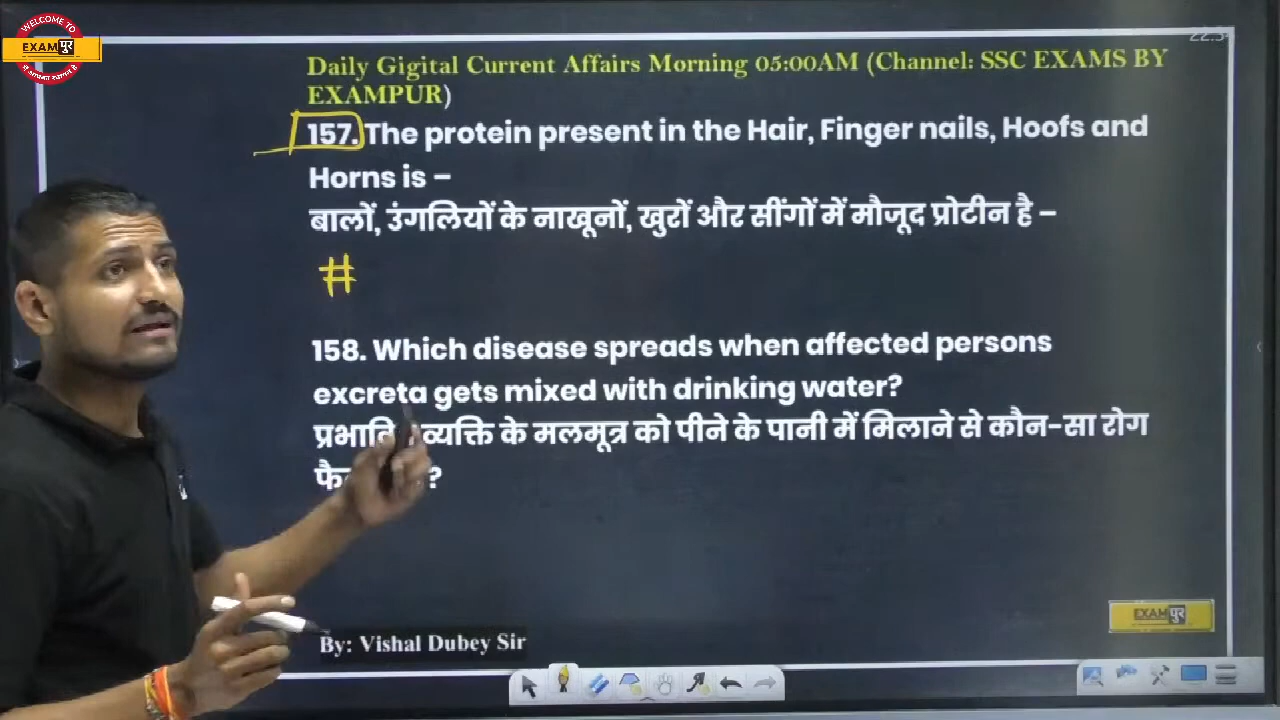 WELCOME TO
EXAMपुर
22:5
Daily Gigital Current Affairs Morning 05:00AM (Channel: SSC EXAMS BY
EXAMPUR)
157. The protein present in the Hair, Finger nails, Hoofs and
Horns is –
बालों, उंगलियों के नाखूनों, खुरों और सींगों में मौजूद प्रोटीन है –
#
158. Which disease spreads when affected persons
excreta gets mixed with drinking water?
व्यक्ति के मलमूत्र को पीने के पानी में मिलाने से कौन-सा रोग
?
EXAMपुर
By: Vishal Dubey Sir